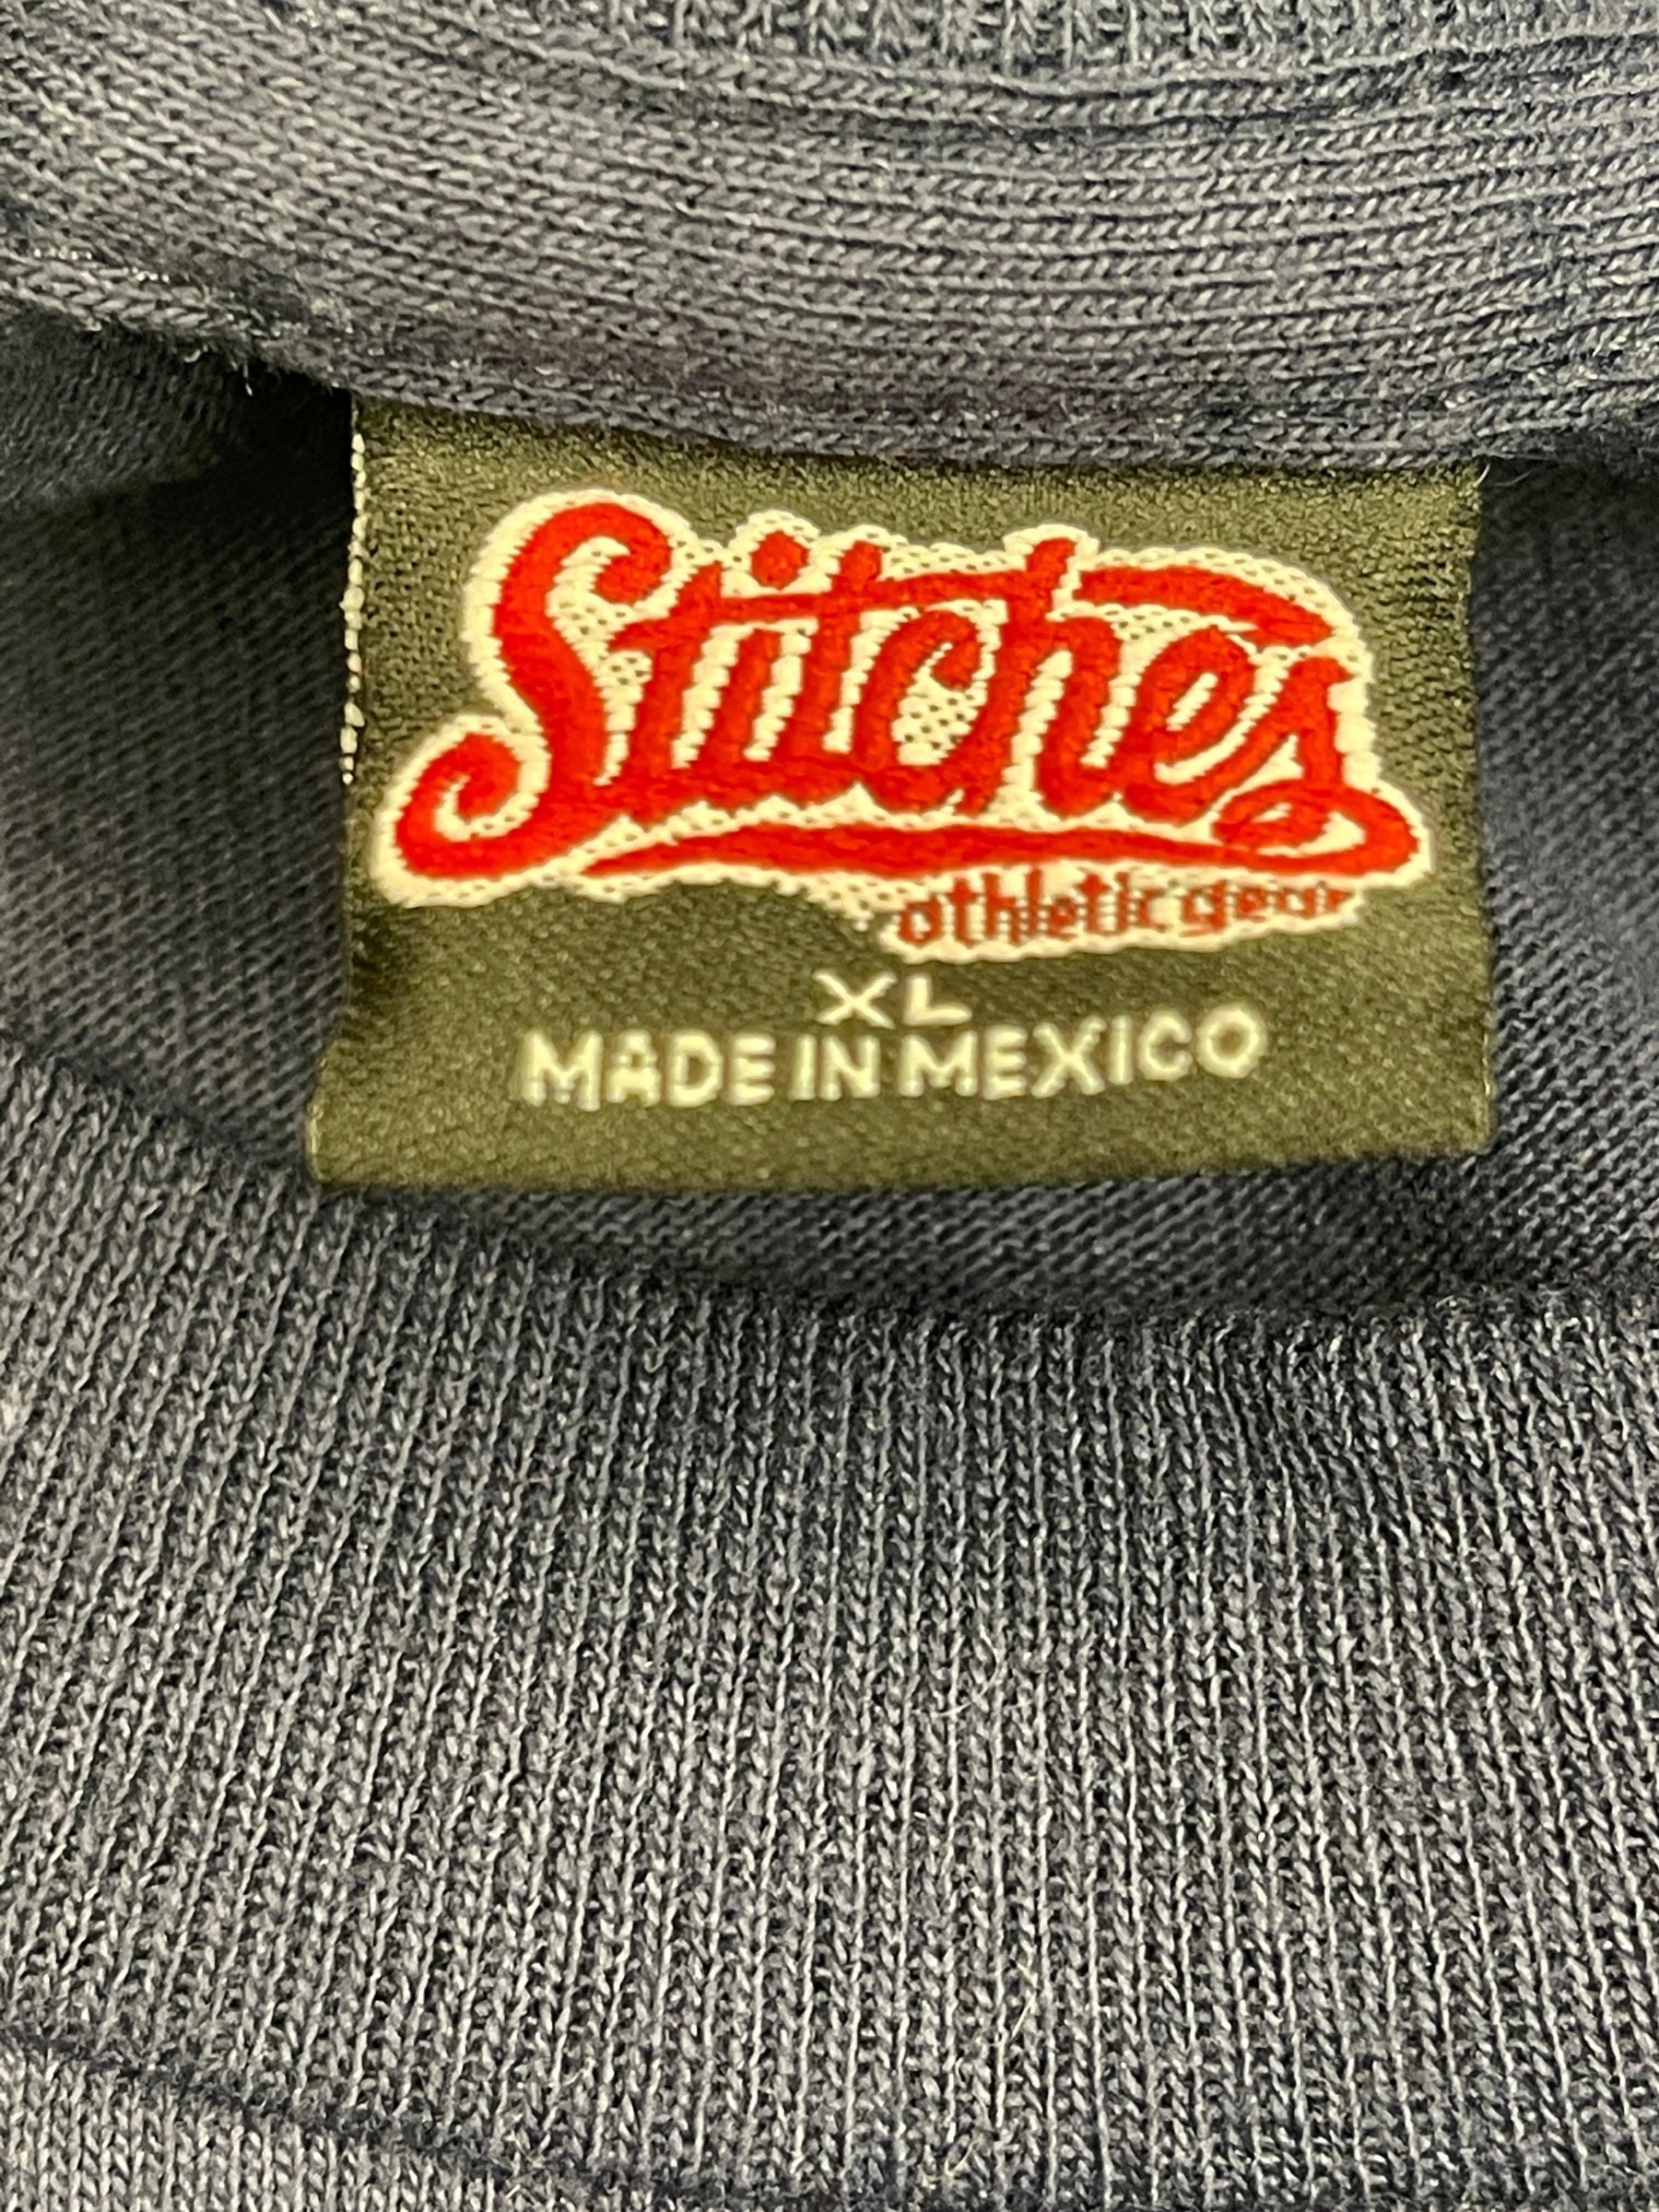 Stitches
athletic gear
XL
MADE IN MEXICO